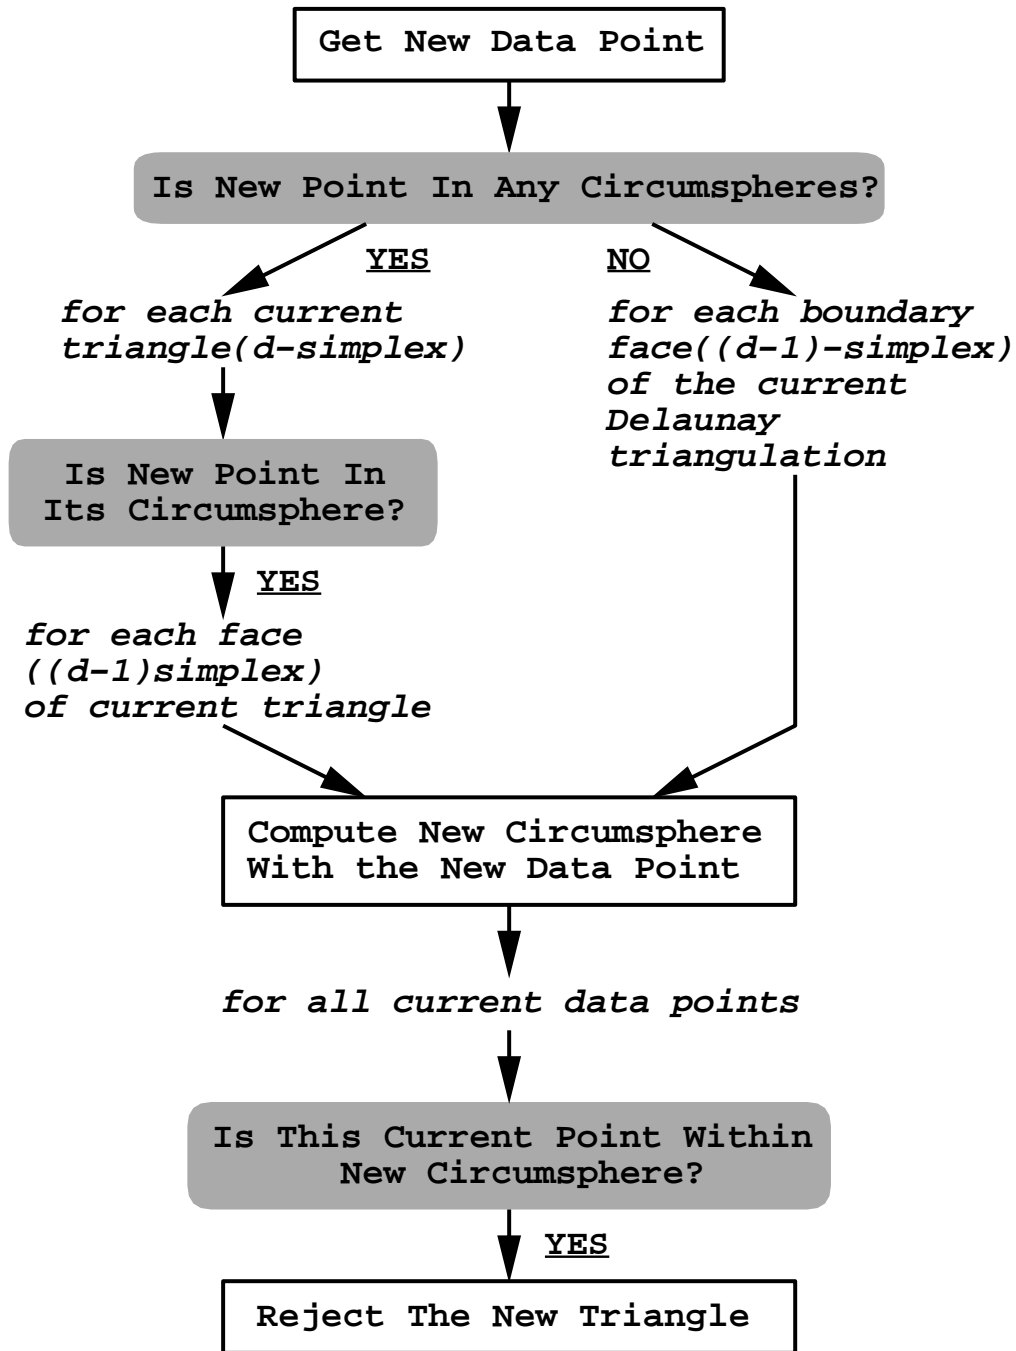 Get New Data Point
Is New Point In Any Circumspheres?
YES
NO
for each current
triangle(d-simplex)
for each boundary
face((d-1)-simplex)
of the current
Delaunay
triangulation
Is New Point In
Its Circumsphere?
YES
for each face
((d-1)simplex)
of current triangle
Compute New Circumsphere
With the New Data Point
for all current data points
Is This Current Point Within
New Circumsphere?
YES
Reject The New Triangle